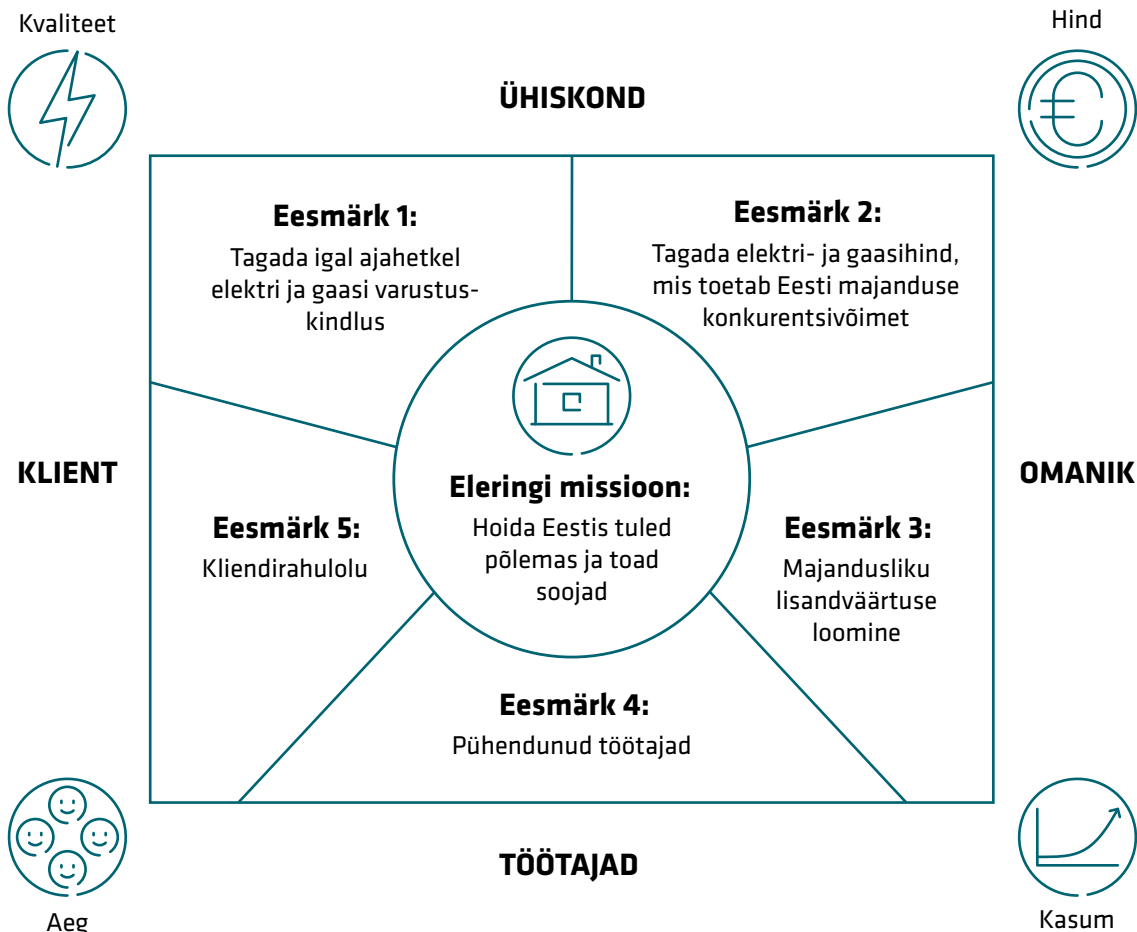 Kvaliteet
Hind
ÜHISKOND
Eesmärk 1:
Tagada igal ajahetkel
elektri ja gaasi varustus-
kindlus
Eesmärk 2:
Tagada elektri- ja gaasihind,
mis toetab Eesti majanduse
konkurentsivõimet
KLIENT
Eleringi missioon:
Hoida Eestis tuled
põlemas ja toad
soojad
OMANIK
Eesmärk 5:
Kliendirahulolu
Eesmärk 3:
Majandusliku
lisandväärtuse
loomine
Eesmärk 4:
Pühendunud töötajad
TÖÖTAJAD
Aeg
Kasum